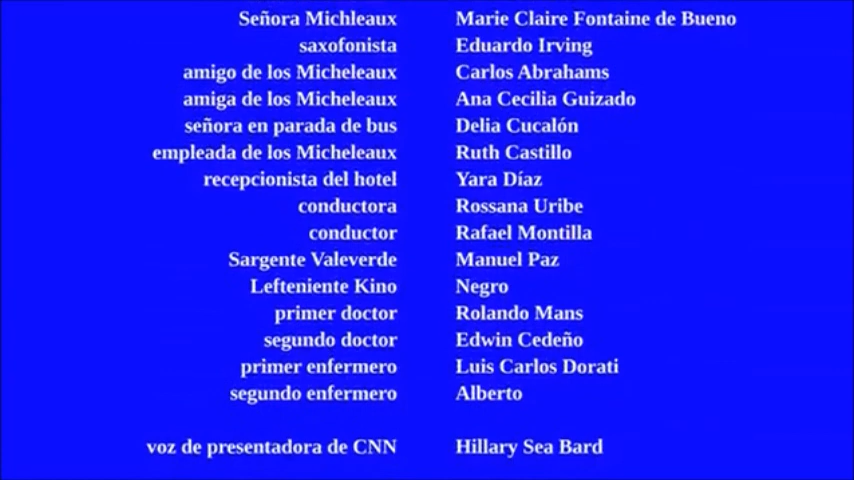 Señora Michleaux Marie Claire Fontaine de Bueno
saxofonista Eduardo Irving
amigo de los Micheleaux Carlos Abrahams
amiga de los Micheleaux Ana Cecilia Guizado
señora en parada de bus Delia Cucalón
empleada de los Micheleaux Ruth Castillo
recepcionista del hotel Yara Díaz
conductora Rossana Uribe
conductor Rafael Montilla
Sargente Valeverde Manuel Paz
Lefteniente Kino Negro
primer doctor Rolando Mans
segundo doctor Edwin Cedeño
primer enfermero Luis Carlos Dorati
segundo enfermero Alberto
voz de presentadora de CNN Hillary Sea Bard